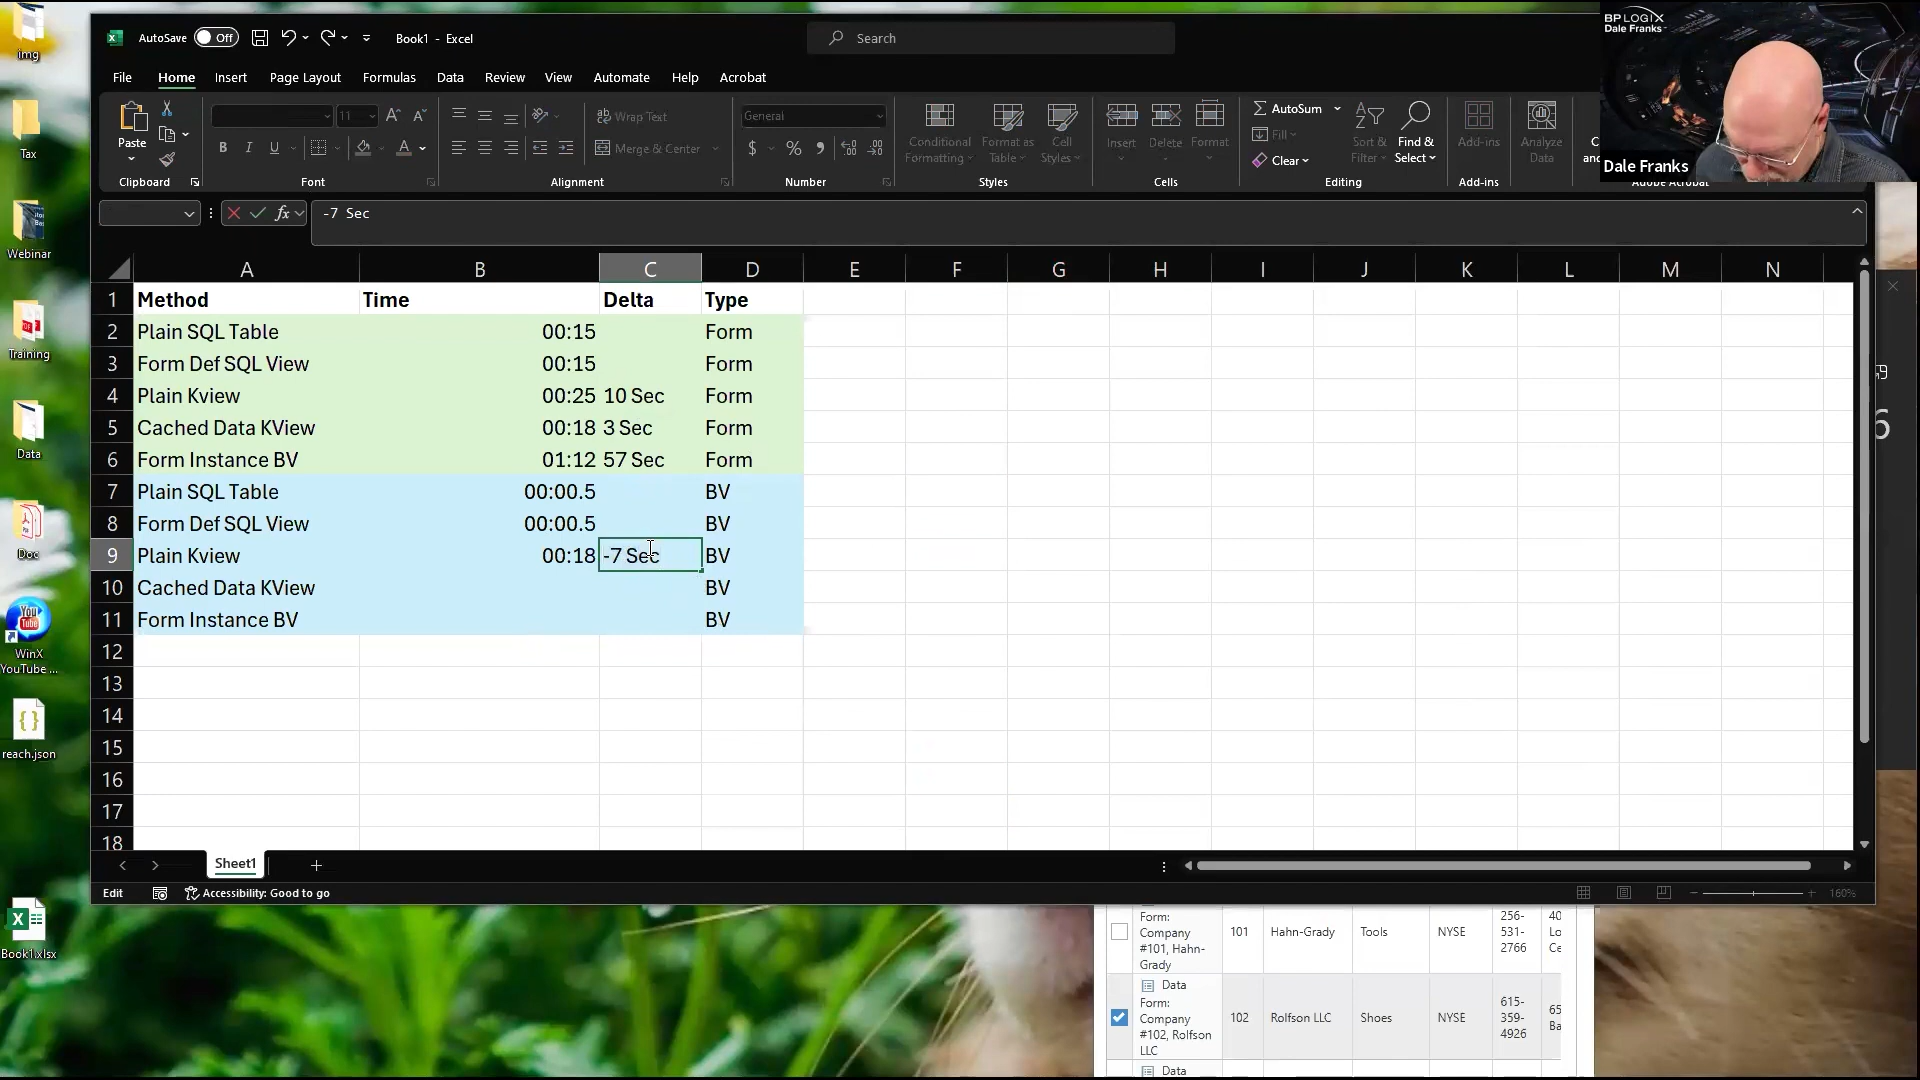 img
Tax
Webinar
Training
Data
Doc
WinX
YouTube ...
reach.json
Book1.xlsx
AutoSave Off Book1 - Excel Search
File Home Insert Page Layout Formulas Data Review View Automate Help Acrobat
Paste
Clipboard
11
B I U
Font
Wrap Text
Merge & Center
Alignment
General
$ % ,
Number
Conditional Formatting
Format as Table
Cell Styles
Styles
Insert Delete Format
Cells
AutoSum
Fill
Clear
Sort & Filter
Find & Select
Editing
Add-ins
Add-ins
Analyze Data
BP LOGIX
Dale Franks
Dale Franks
fx -7 Sec
A B C D E F G H I J K L M N
1 Method Time Delta Type
2 Plain SQL Table 00:15 Form
3 Form Def SQL View 00:15 Form
4 Plain Kview 00:25 10 Sec Form
5 Cached Data KView 00:18 3 Sec Form
6 Form Instance BV 01:12 57 Sec Form
7 Plain SQL Table 00:00.5 BV
8 Form Def SQL View 00:00.5 BV
9 Plain Kview 00:18 -7 Sec BV
10 Cached Data KView BV
11 Form Instance BV BV
12
13
14
15
16
17
18
Sheet1
Edit Accessibility: Good to go 160%
Form:
Company
#101, Hahn-
Grady
101 Hahn-Grady Tools NYSE
256-
531-
2766
40
Lo
Ce
Data
Form:
Company
#102, Rolfson
LLC
102 Rolfson LLC Shoes NYSE
615-
359-
4926
65
Ba
Data